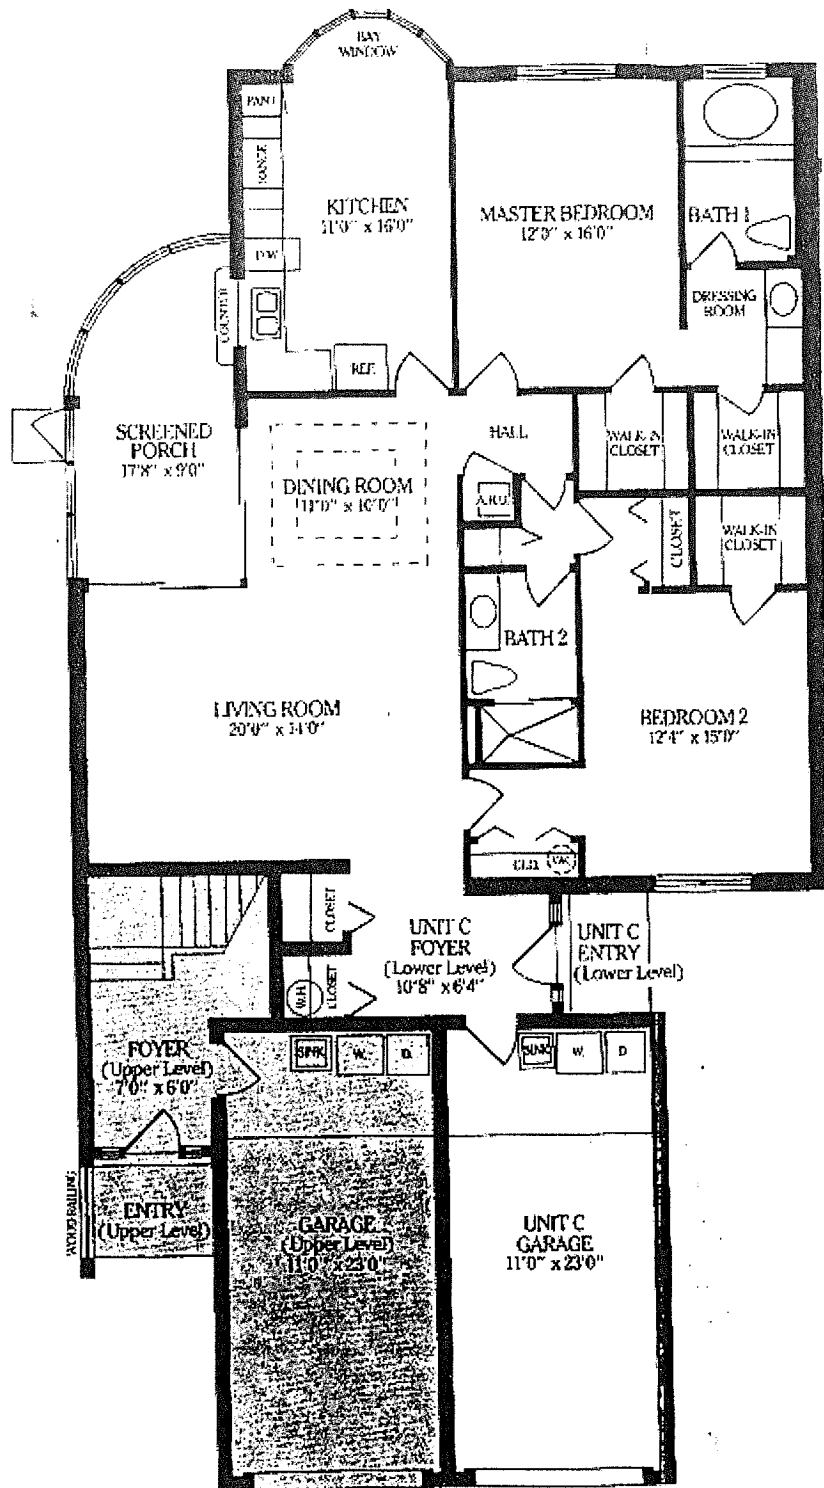 BAY
WINDOW
PANT
RANGE
KITCHEN
11'0" x 16'0"
MASTER BEDROOM
12'0" x 16'0"
BATH 1
D.W.
DRESSING
ROOM
COUNTER
REF.
SCREENED
PORCH
17'8" x 9'0"
HALL
WALK-IN
CLOSET
WALK-IN
CLOSET
DINING ROOM
11'0" x 10'0"
A.H.U.
CLOSET
WALK-IN
CLOSET
BATH 2
LIVING ROOM
20'0" x 14'0"
BEDROOM 2
12'4" x 15'0"
CLOSET
UNIT C
FOYER
(Lower Level)
10'8" x 6'4"
UNIT C
ENTRY
(Lower Level)
W.H.
CLOSET
FOYER
(Upper Level)
7'0" x 6'0"
SINK
W.
D.
SINK
W.
D.
WOOD RAILING
ENTRY
(Upper Level)
GARAGE
(Upper Level)
11'0" x 23'0"
UNIT C
GARAGE
11'0" x 23'0"